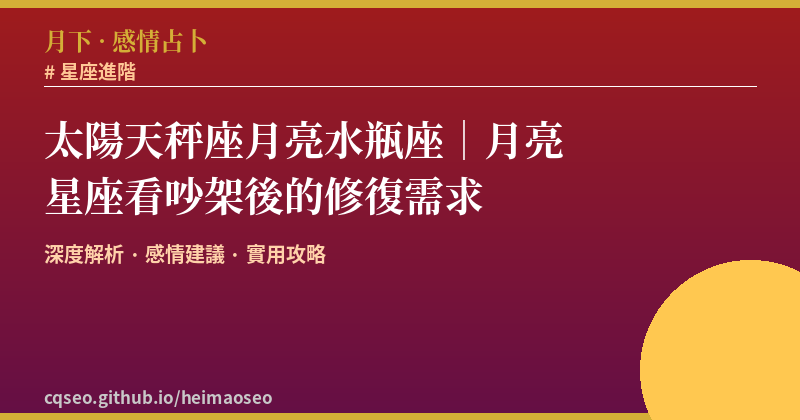 月下 · 感情占卜
# 星座進階
太陽天秤座月亮水瓶座｜月亮
星座看吵架後的修復需求
深度解析 · 感情建議 · 實用攻略
cqseo.github.io/heimaoseo